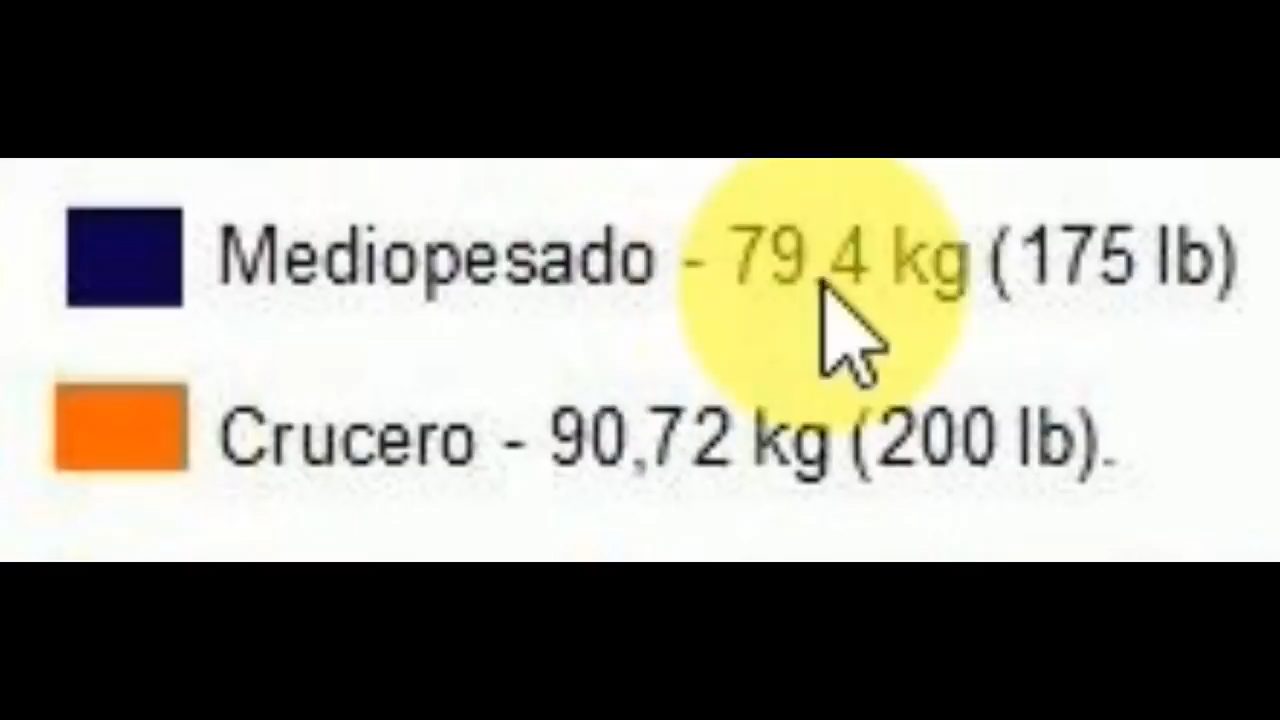 Mediopesado - 79,4 kg (175 lb)
Crucero - 90,72 kg (200 lb).